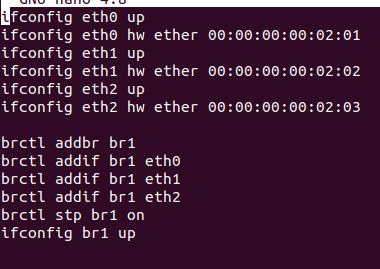 GNU nano 4.8
ifconfig eth0 up
ifconfig eth0 hw ether 00:00:00:00:02:01
ifconfig eth1 up
ifconfig eth1 hw ether 00:00:00:00:02:02
ifconfig eth2 up
ifconfig eth2 hw ether 00:00:00:00:02:03

brctl addbr br1
brctl addif br1 eth0
brctl addif br1 eth1
brctl addif br1 eth2
brctl stp br1 on
ifconfig br1 up